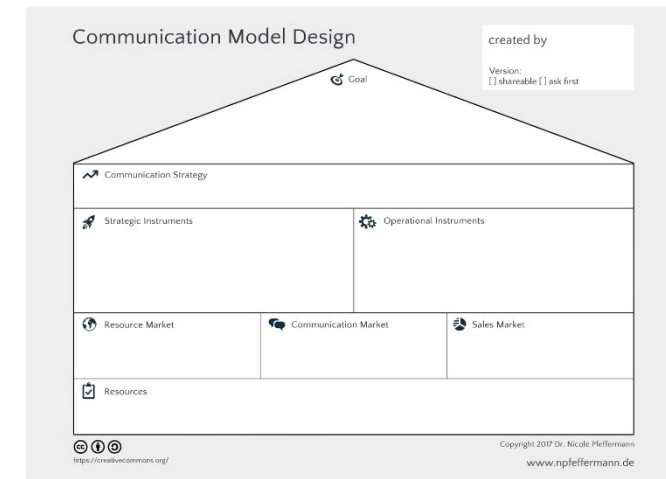 Communication Model Design
created by
Version:
[ ] shareable [ ] ask first
Goal
Communication Strategy
Strategic Instruments
Operational Instruments
Resource Market
Communication Market
Sales Market
Resources
cc
https://creativecommons.org/
Copyright 2017 Dr. Nicole Pfeffermann
www.npfeffermann.de